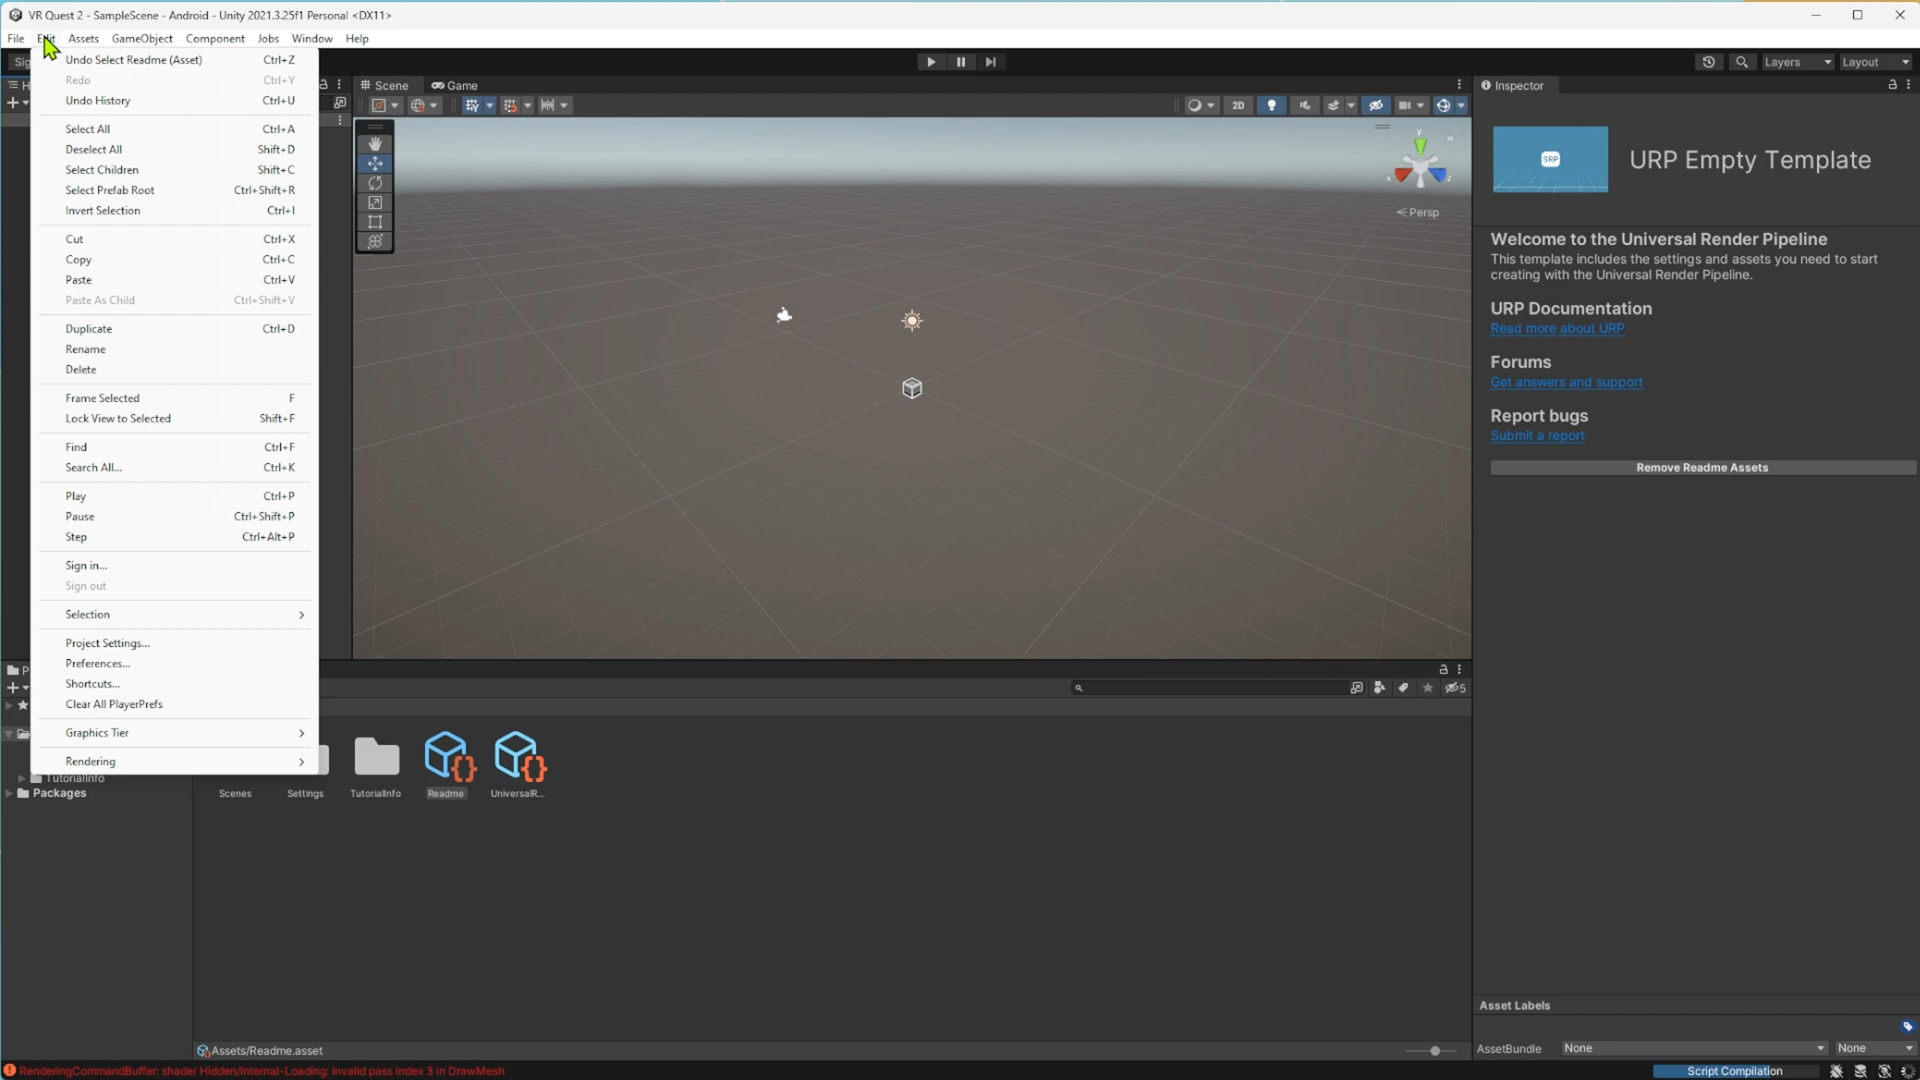 VR Quest 2 - SampleScene - Android - Unity 2021.3.25f1 Personal <DX11>
File Edit Assets GameObject Component Jobs Window Help
Undo Select Readme (Asset) Ctrl+Z
Redo Ctrl+Y
Undo History Ctrl+U
Select All Ctrl+A
Deselect All Shift+D
Select Children Shift+C
Select Prefab Root Ctrl+Shift+R
Invert Selection Ctrl+I
Cut Ctrl+X
Copy Ctrl+C
Paste Ctrl+V
Paste As Child Ctrl+Shift+V
Duplicate Ctrl+D
Rename
Delete
Frame Selected F
Lock View to Selected Shift+F
Find Ctrl+F
Search All... Ctrl+K
Play Ctrl+P
Pause Ctrl+Shift+P
Step Ctrl+Alt+P
Sign in...
Sign out
Selection
Project Settings...
Preferences...
Shortcuts...
Clear All PlayerPrefs
Graphics Tier
Rendering
TutorialInfo
Packages
Layers Layout
Scene Game
2D
y
x z
Persp
5
Scenes Settings TutorialInfo Readme UniversalR...
Assets/Readme.asset
Inspector
SRP
URP Empty Template
Welcome to the Universal Render Pipeline
This template includes the settings and assets you need to start
creating with the Universal Render Pipeline.
URP Documentation
Read more about URP
Forums
Get answers and support
Report bugs
Submit a report
Remove Readme Assets
Asset Labels
AssetBundle None None
RenderingCommandBuffer: shader Hidden/Internal-Loading: invalid pass index 3 in DrawMesh
Script Compilation